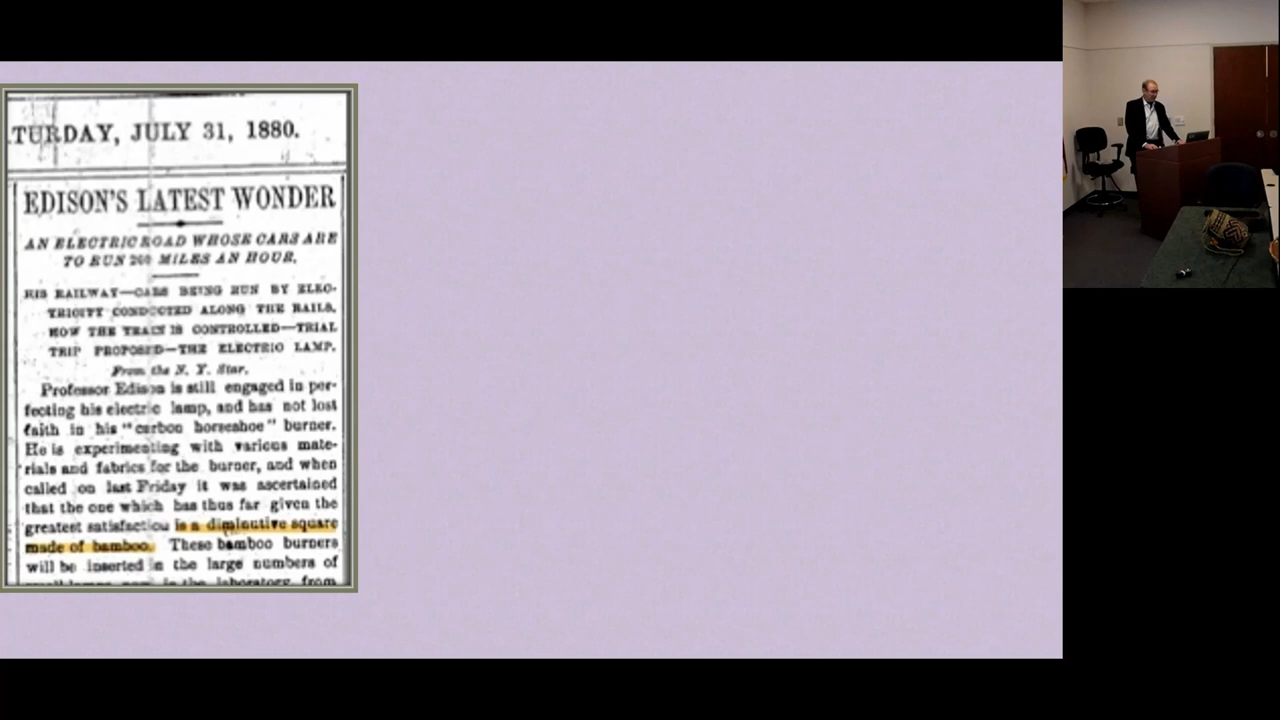 TURDAY, JULY 31, 1880.
EDISON'S LATEST WONDER
AN ELECTRIC ROAD WHOSE CARS ARE
TO RUN 200 MILES AN HOUR.
HIS RAILWAY—CARS BEING RUN BY ELEC-
TRICITY CONDUCTED ALONG THE RAILS.
HOW THE TRAIN IS CONTROLLED—TRIAL
TRIP PROPOSED—THE ELECTRIC LAMP.
From the N. Y. Star.
Professor Edison is still engaged in per-
fecting his electric lamp, and has not lost
faith in his "carbon horseshoe" burner.
He is experimenting with various mate-
rials and fabrics for the burner, and when
called on last Friday it was ascertained
that the one which has thus far given the
greatest satisfaction is a diminutive square
made of bamboo. These bamboo burners
will be inserted in the large numbers of
in the laboratory from